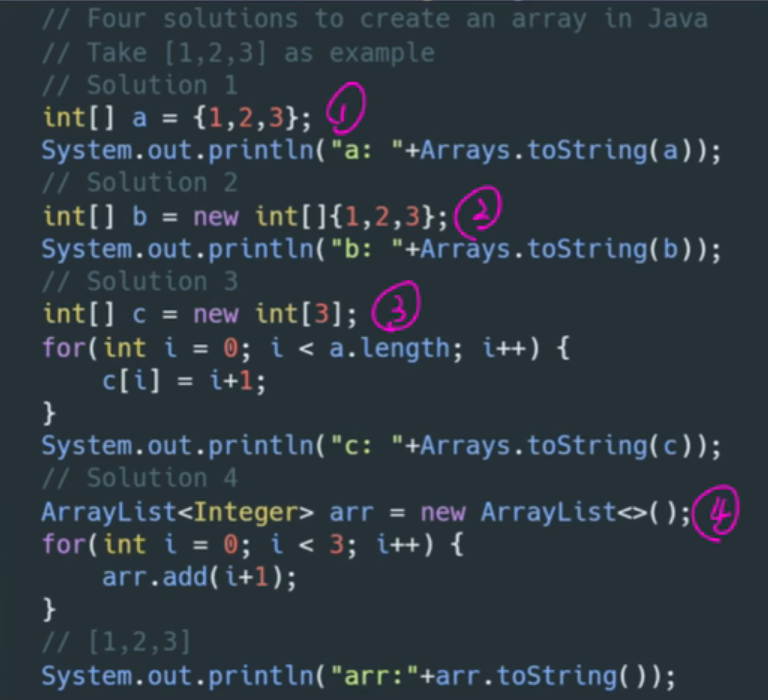 // Four solutions to create an array in Java
// Take [1,2,3] as example
// Solution 1
int[] a = {1,2,3}; 1
System.out.println("a: "+Arrays.toString(a));
// Solution 2
int[] b = new int[]{1,2,3}; 2
System.out.println("b: "+Arrays.toString(b));
// Solution 3
int[] c = new int[3]; 3
for(int i = 0; i < a.length; i++) {
    c[i] = i+1;
}
System.out.println("c: "+Arrays.toString(c));
// Solution 4
ArrayList<Integer> arr = new ArrayList<>(); 4
for(int i = 0; i < 3; i++) {
    arr.add(i+1);
}
// [1,2,3]
System.out.println("arr:"+arr.toString());